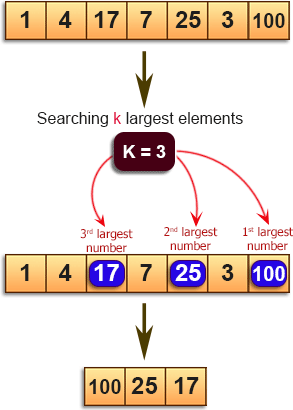 1 4 17 7 25 3 100
Searching k largest elements
K = 3
3rd largest
number
2nd largest
number
1st largest
number
1 4 17 7 25 3 100
100 25 17